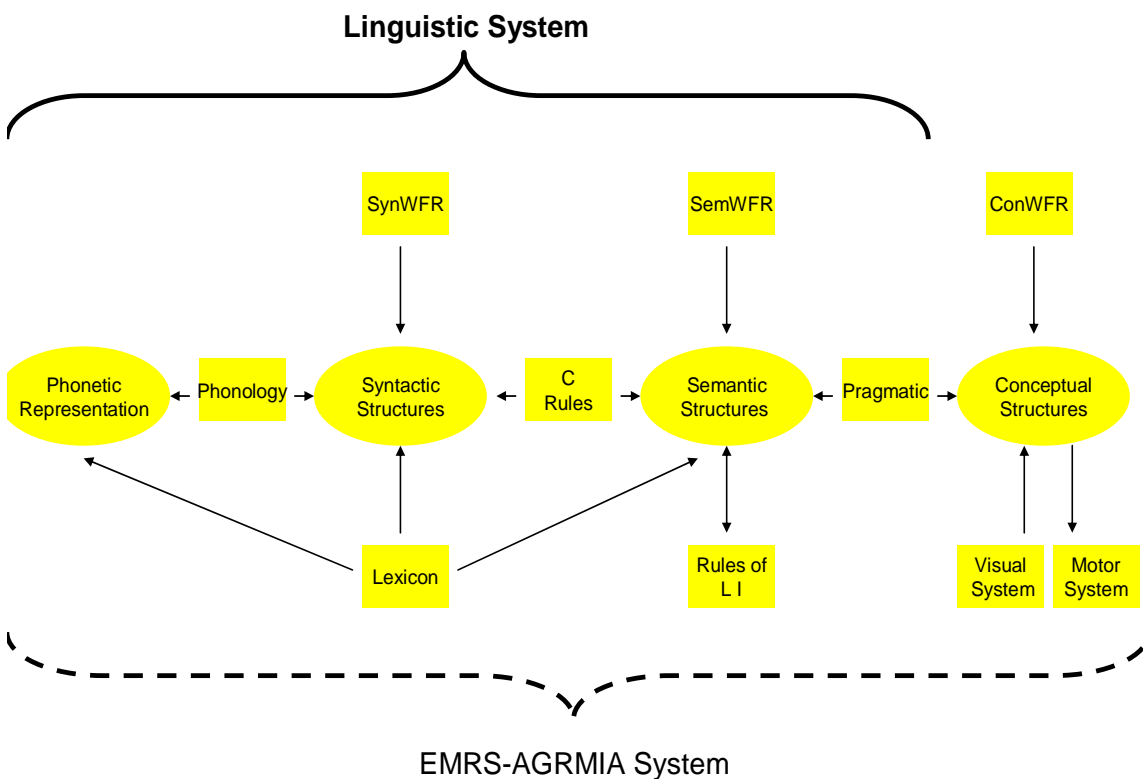 Linguistic System
SynWFR
SemWFR
ConWFR
Phonetic
Representation
Phonology
Syntactic
Structures
C
Rules
Semantic
Structures
Pragmatic
Conceptual
Structures
Lexicon
Rules of
L I
Visual
System
Motor
System
EMRS-AGRMIA System